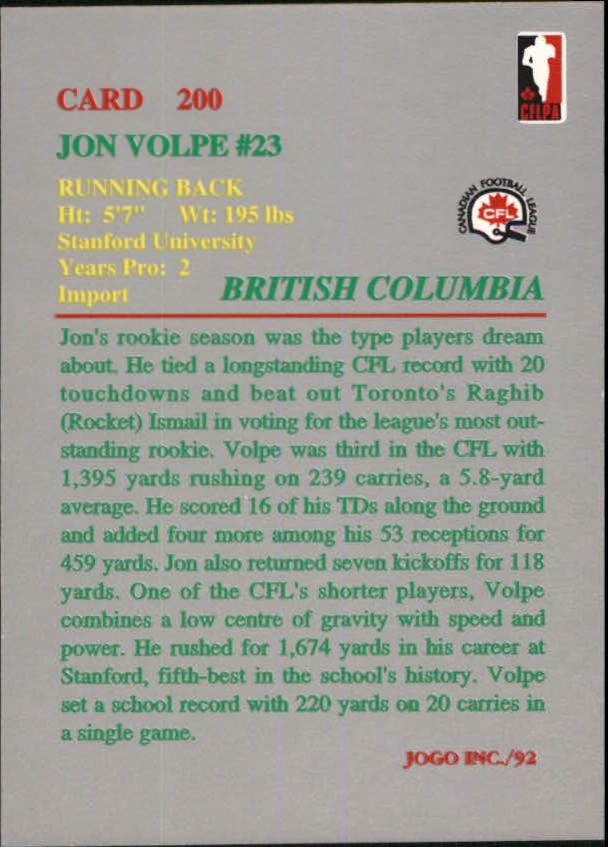 CFLPA
CARD 200
JON VOLPE #23
RUNNING BACK
Ht: 5'7" Wt: 195 lbs
Stanford University
Years Pro: 2
Import
CANADIAN FOOTBALL LEAGUE
CFL
BRITISH COLUMBIA
Jon's rookie season was the type players dream
about. He tied a longstanding CFL record with 20
touchdowns and beat out Toronto's Raghib
(Rocket) Ismail in voting for the league's most out-
standing rookie. Volpe was third in the CFL with
1,395 yards rushing on 239 carries, a 5.8-yard
average. He scored 16 of his TDs along the ground
and added four more among his 53 receptions for
459 yards. Jon also returned seven kickoffs for 118
yards. One of the CFL's shorter players, Volpe
combines a low centre of gravity with speed and
power. He rushed for 1,674 yards in his career at
Stanford, fifth-best in the school's history. Volpe
set a school record with 220 yards on 20 carries in
a single game.
JOGO INC./92